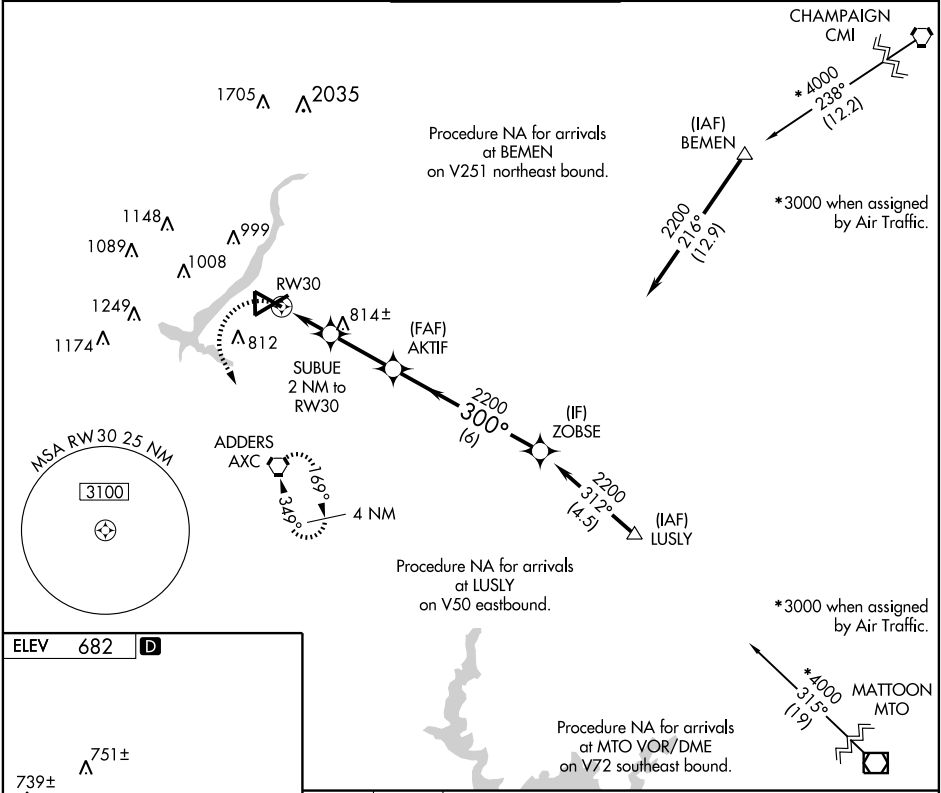 CHAMPAIGN
CMI
*4000
238°
(12.2)
1705
2035
Procedure NA for arrivals
at BEMEN
on V251 northeast bound.
(IAF)
BEMEN
2200
216°
(12.9)
*3000 when assigned
by Air Traffic.
1148
999
1089
1008
1249
1174
RW30
812
814±
SUBUE
2 NM to
RW30
(FAF)
AKTIF
2200
300°
(6)
(IF)
ZOBSE
2200
312°
(4.5)
(IAF)
LUSLY
MSA RW30 25 NM
3100
ADDERS
AXC
169°
349°
4 NM
Procedure NA for arrivals
at LUSLY
on V50 eastbound.
*3000 when assigned
by Air Traffic.
*4000
315°
(19)
MATTOON
MTO
Procedure NA for arrivals
at MTO VOR/DME
on V72 southeast bound.
ELEV 682 D
751±
739±